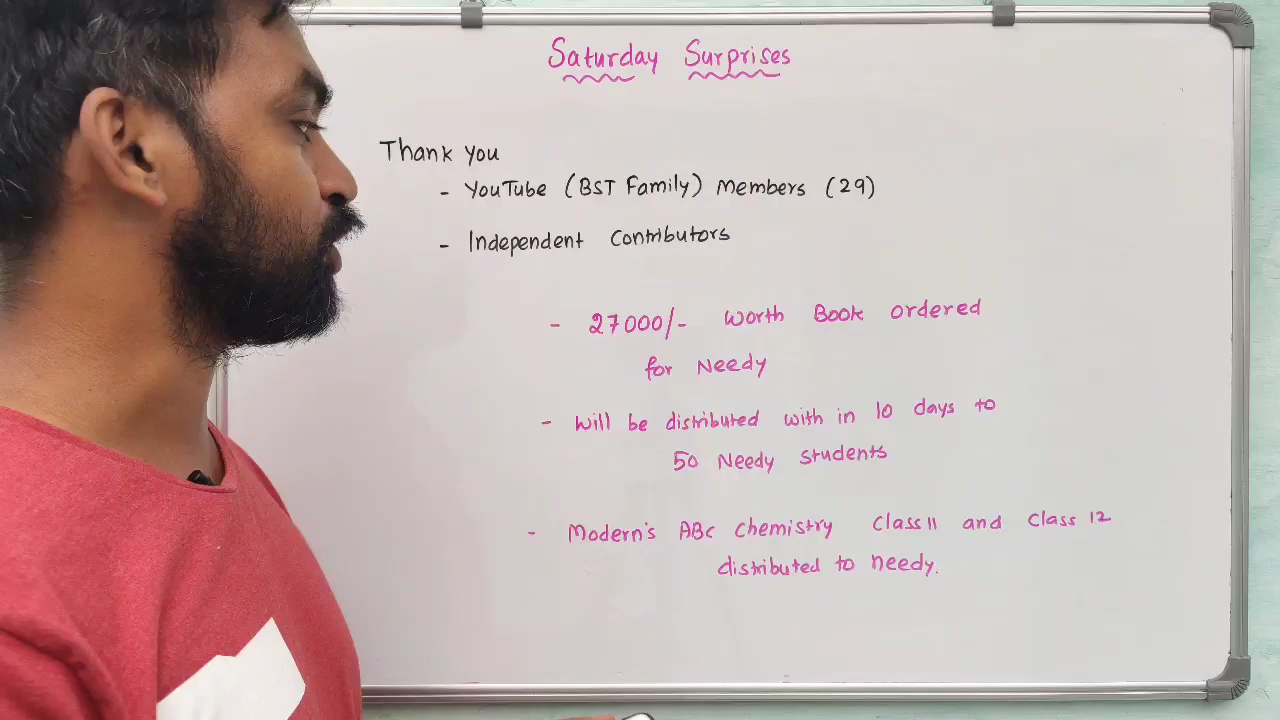 Saturday Surprises
Thank you
- YouTube (BST Family) Members (29)
- Independent Contributors
- 27000/- worth Book ordered
for Needy
- Will be distributed with in 10 days to
50 Needy students
- Modern's ABC Chemistry Class 11 and Class 12
distributed to needy.